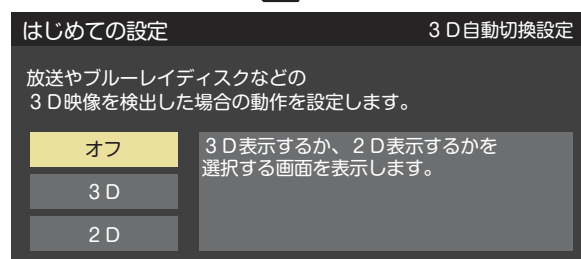 はじめての設定
３Ｄ自動切換設定
放送やブルーレイディスクなどの
３Ｄ映像を検出した場合の動作を設定します。
オフ
３Ｄ表示するか、２Ｄ表示するかを
選択する画面を表示します。
３Ｄ
２Ｄ